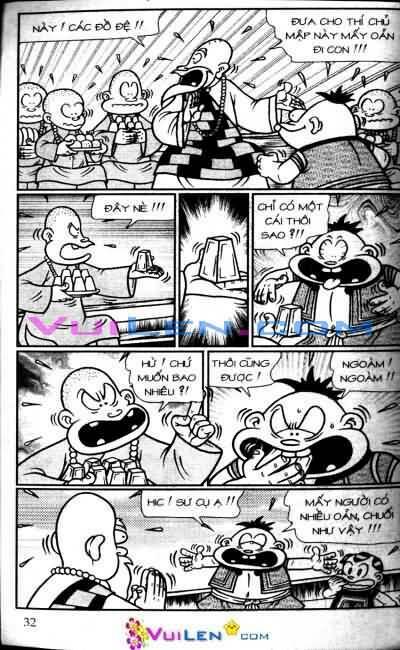 NÀY ! CÁC ĐỒ ĐỆ !!
ĐƯA CHO THÍ CHỦ
MẬP NÀY MẤY OẢN
ĐI CON !!!
ĐÂY NÈ !!!
CHỈ CÓ MỘT
CÁI THÔI
SAO ?!!
VUILEN.COM
HỬ ! CHỨ
MUỐN BAO
NHIÊU ?!
THÔI CŨNG
ĐƯỢC !
NGOÀM !
NGOÀM !!
HIC ! SƯ CỤ Ạ !!
MẤY NGƯỜI CÓ
NHIỀU OẢN, CHUỐI
NHƯ VẬY !!!
32
VUILEN.COM